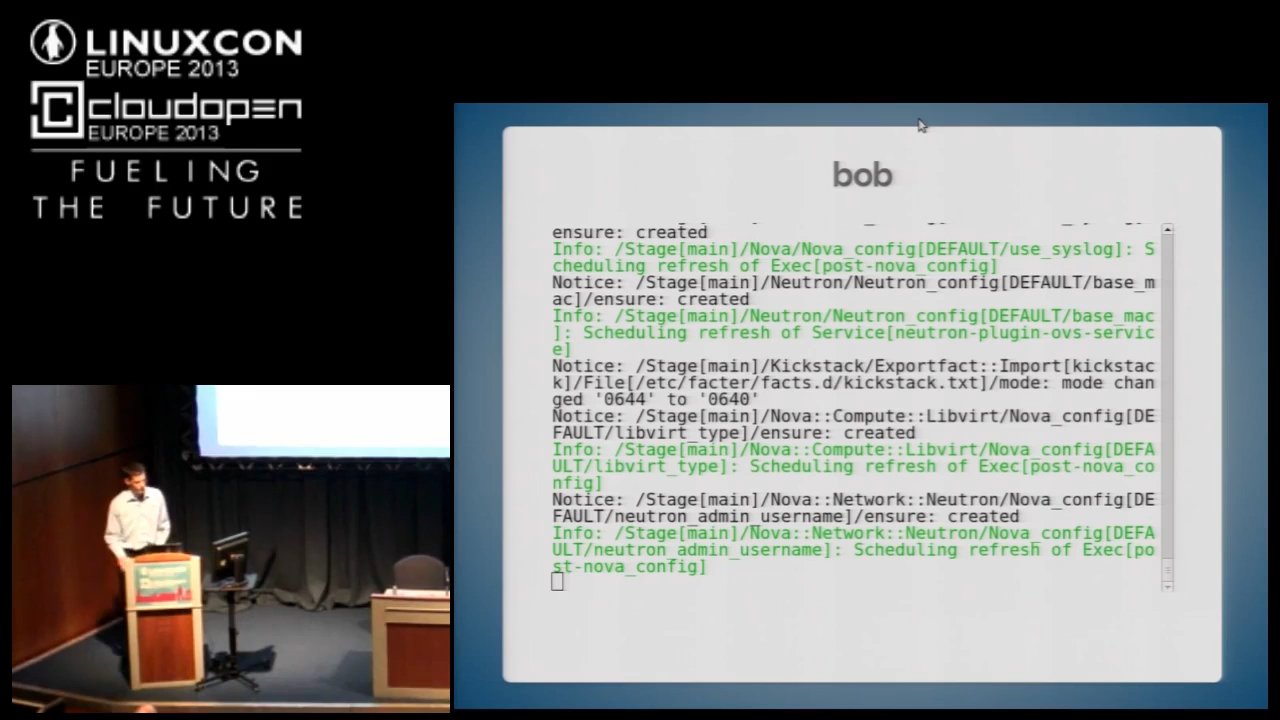 LINUXCON
EUROPE 2013
cloudopen
EUROPE 2013
FUELING
THE FUTURE
bob
ensure: created
Info: /Stage[main]/Nova/Nova_config[DEFAULT/use_syslog]: S
cheduling refresh of Exec[post-nova_config]
Notice: /Stage[main]/Neutron/Neutron_config[DEFAULT/base_m
ac]/ensure: created
Info: /Stage[main]/Neutron/Neutron_config[DEFAULT/base_mac
]: Scheduling refresh of Service[neutron-plugin-ovs-servic
e]
Notice: /Stage[main]/Kickstack/Exportfact::Import[kickstac
k]/File[/etc/facter/facts.d/kickstack.txt]/mode: mode chan
ged '0644' to '0640'
Notice: /Stage[main]/Nova::Compute::Libvirt/Nova_config[DE
FAULT/libvirt_type]/ensure: created
Info: /Stage[main]/Nova::Compute::Libvirt/Nova_config[DEFA
ULT/libvirt_type]: Scheduling refresh of Exec[post-nova_co
nfig]
Notice: /Stage[main]/Nova::Network::Neutron/Nova_config[DE
FAULT/neutron_admin_username]/ensure: created
Info: /Stage[main]/Nova::Network::Neutron/Nova_config[DEFA
ULT/neutron_admin_username]: Scheduling refresh of Exec[po
st-nova_config]